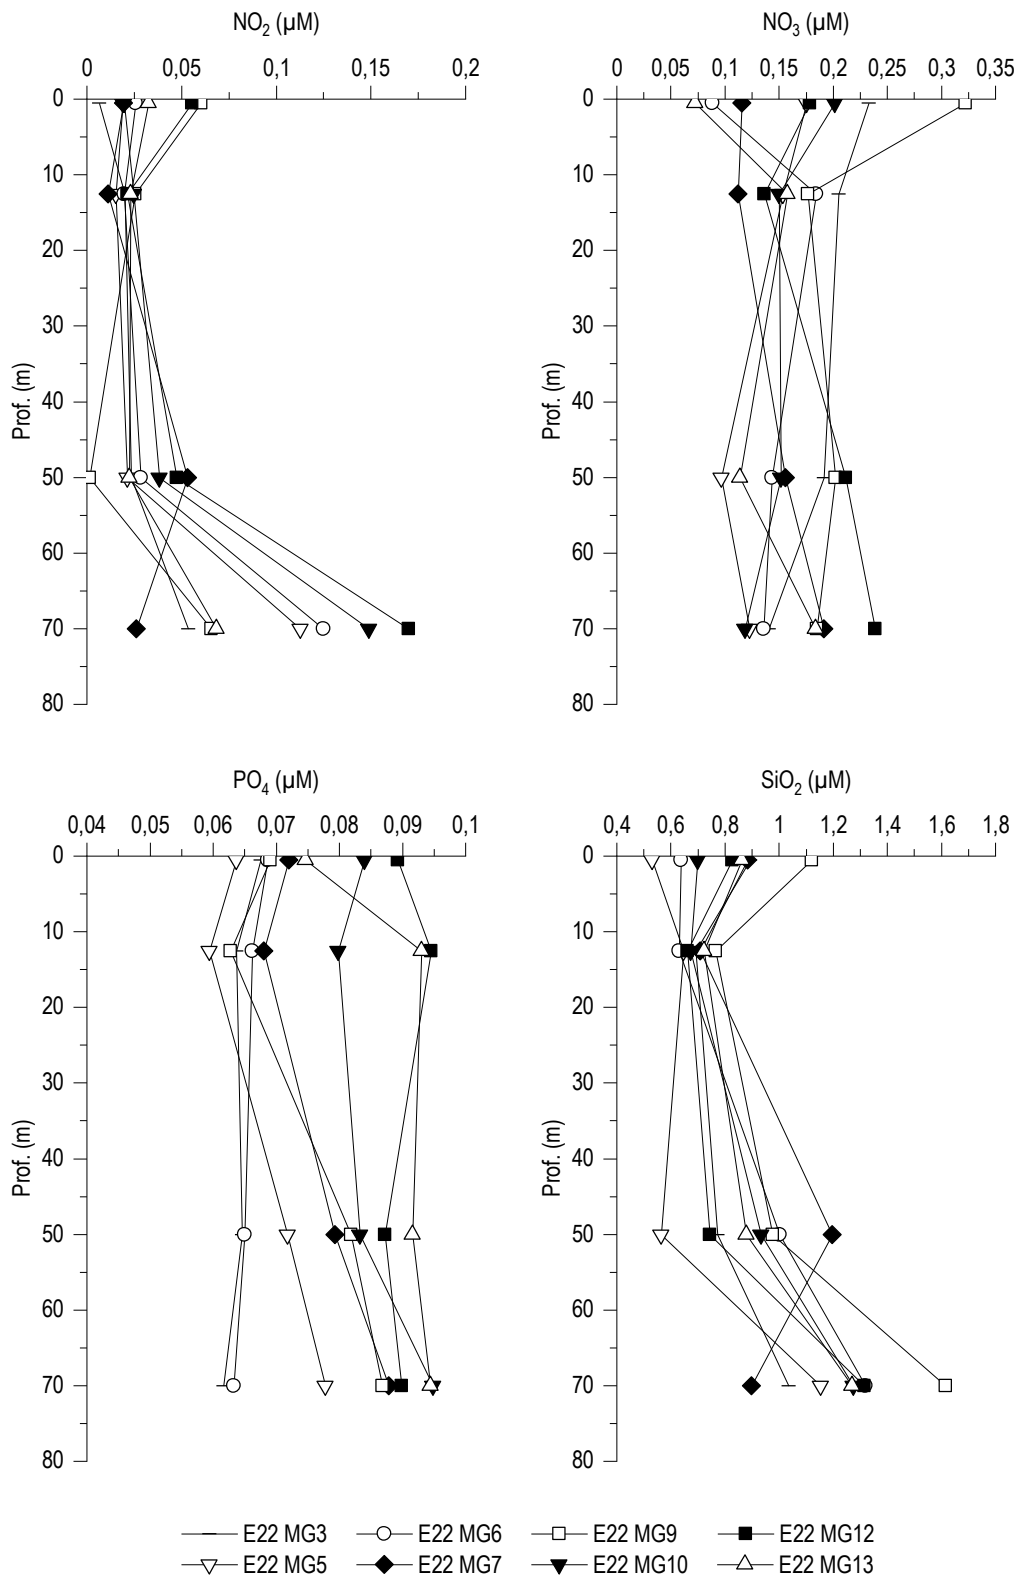 NO2 (µM)
0 0,05 0,1 0,15 0,2
0
10
20
30
40
50
60
70
80
Prof. (m)
NO3 (µM)
0 0,05 0,1 0,15 0,2 0,25 0,3 0,35
0
10
20
30
40
50
60
70
80
Prof. (m)
PO4 (µM)
0,04 0,05 0,06 0,07 0,08 0,09 0,1
0
10
20
30
40
50
60
70
80
Prof. (m)
SiO2 (µM)
0,4 0,6 0,8 1 1,2 1,4 1,6 1,8
0
10
20
30
40
50
60
70
80
Prof. (m)
E22 MG3 E22 MG6 E22 MG9 E22 MG12
E22 MG5 E22 MG7 E22 MG10 E22 MG13